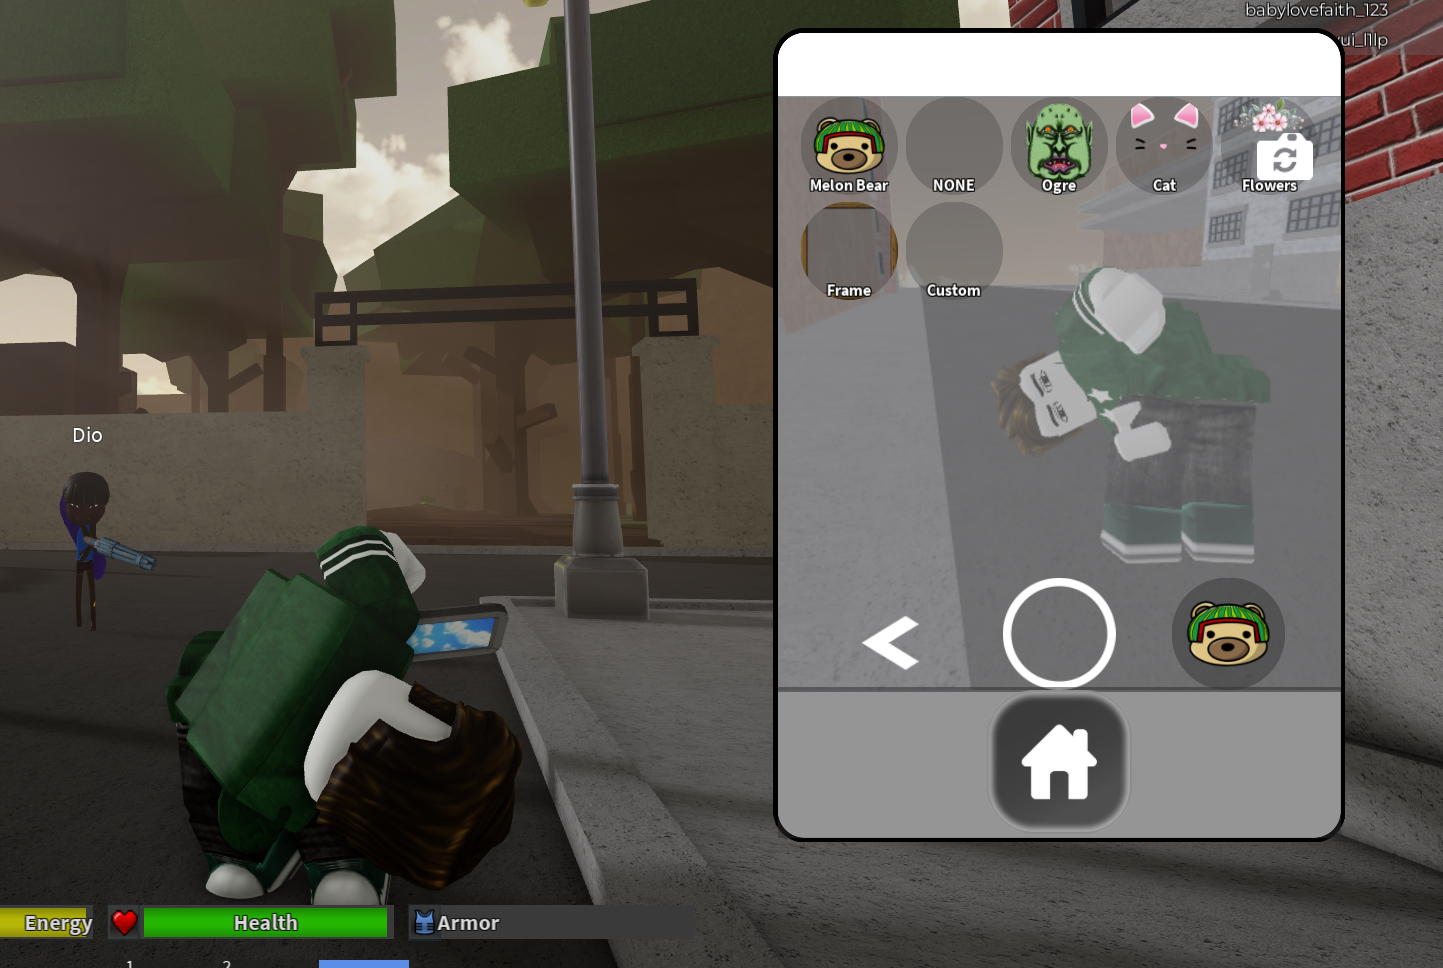 babylovefaith_123
Melon Bear
NONE
Ogre
Cat
Flowers
Frame
Custom
Dio
Energy
Health
Armor
1
2